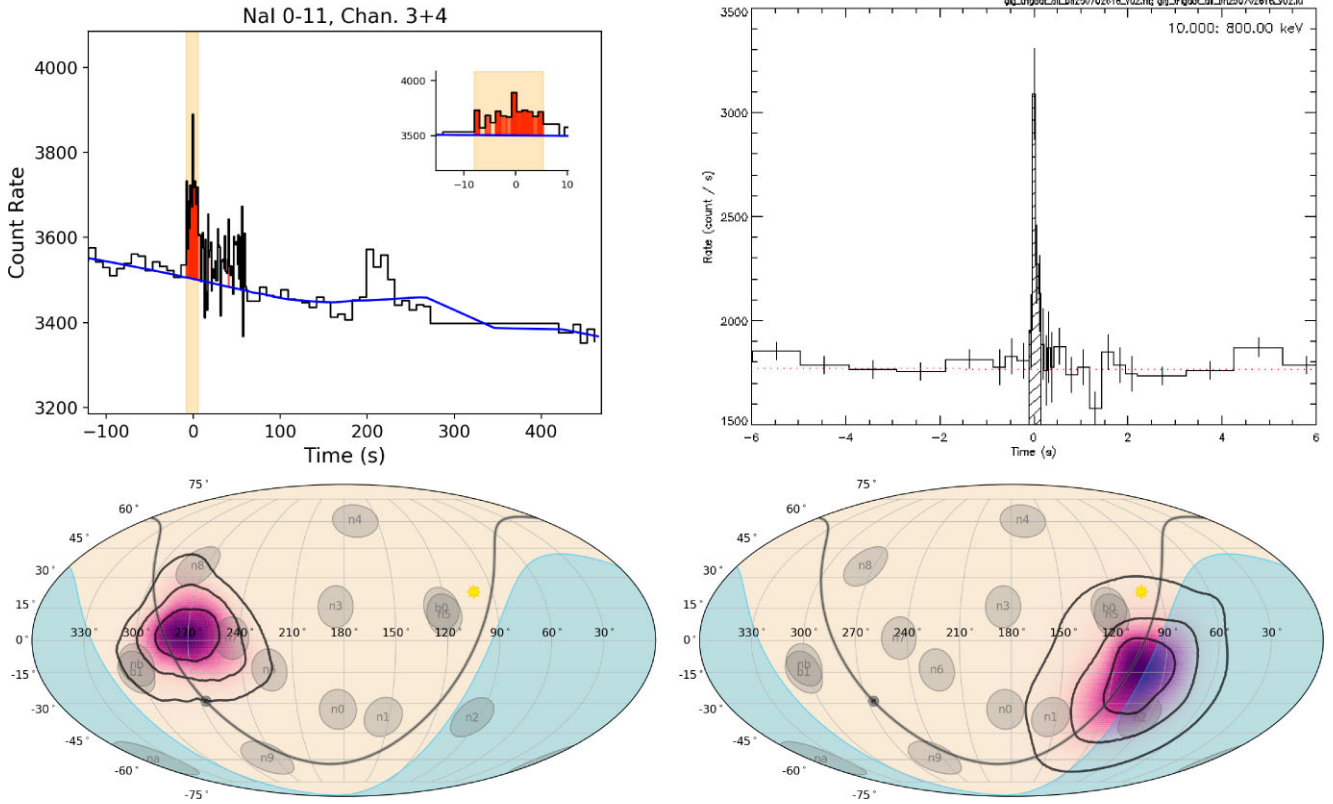 NaI 0-11, Chan. 3+4
Count Rate
4000
3800
3600
3400
3200
−100
0
100
200
300
400
Time (s)
4000
3500
−10
0
10
10.000: 800.00 keV
Rate (count / s)
3500
3000
2500
2000
1500
-6
-4
-2
0
2
4
6
Time (s)
75°
60°
45°
30°
15°
0°
-15°
-30°
-45°
-60°
-75°
330° 300° 270° 240° 210° 180° 150° 120° 90° 60° 30°
n4
n8
n3
b0
n5
n7
nb
b1
n6
n0
n1
n2
n9
na
75°
60°
45°
30°
15°
0°
-15°
-30°
-45°
-60°
-75°
330° 300° 270° 240° 210° 180° 150° 120° 90° 60° 30°
n4
n8
n3
b0
n5
n7
nb
b1
n6
n0
n1
n2
n9
na